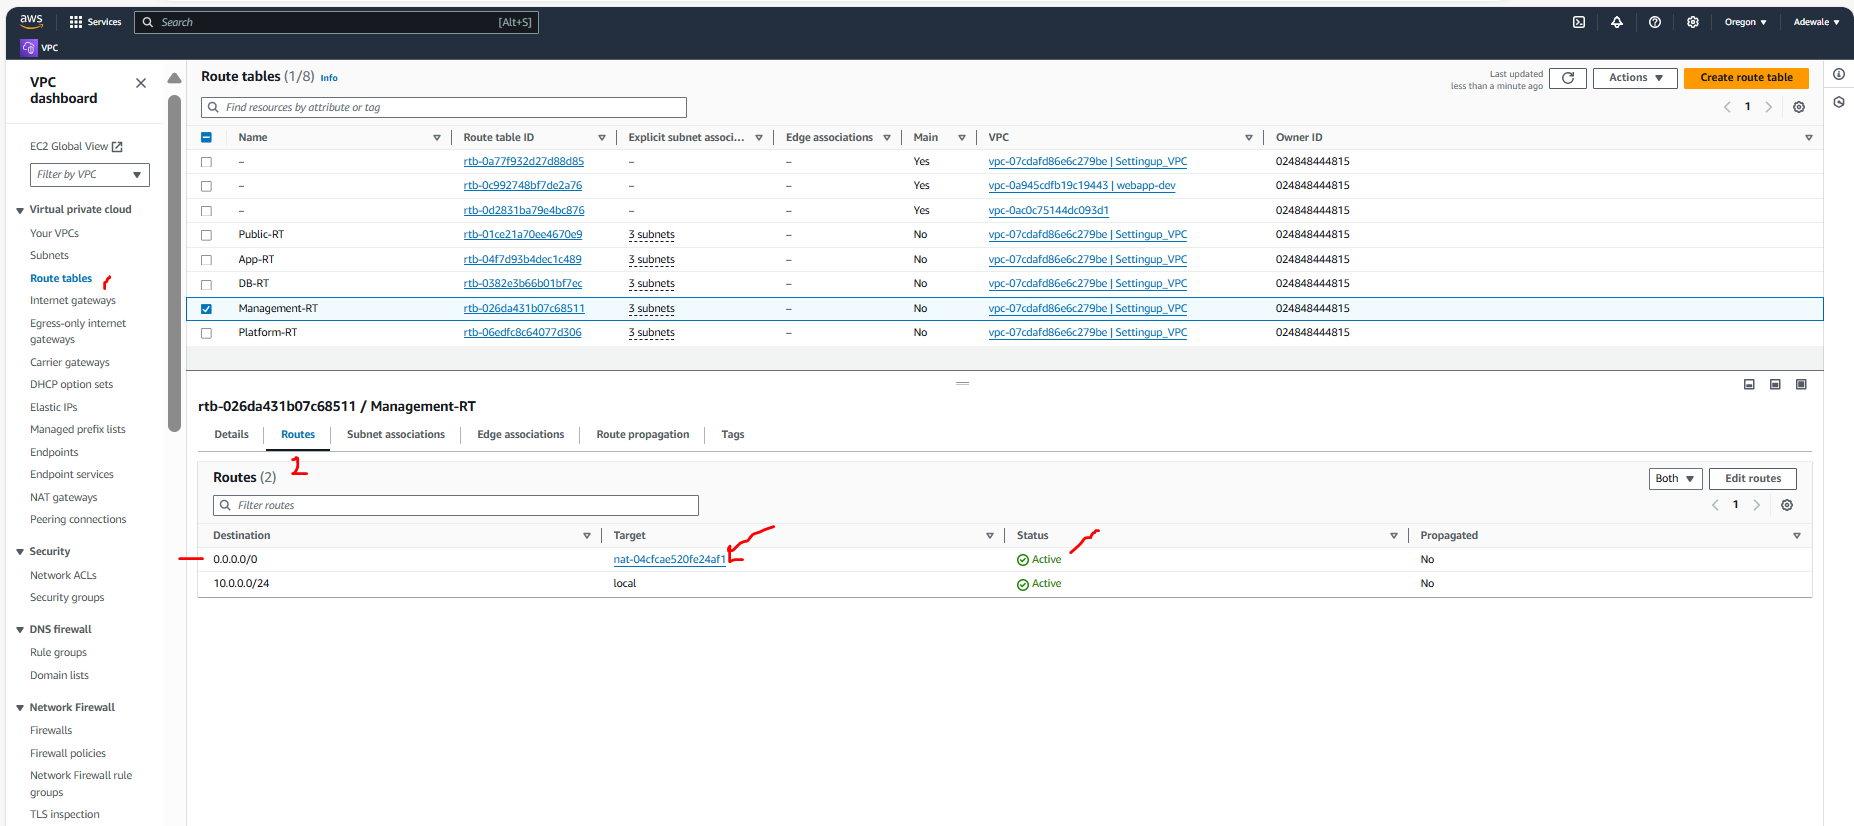 aws
Services
Search
[Alt+S]
Oregon
Adewale
VPC
VPC dashboard
EC2 Global View
Filter by VPC
Virtual private cloud
Your VPCs
Subnets
Route tables
Internet gateways
Egress-only internet
gateways
Carrier gateways
DHCP option sets
Elastic IPs
Managed prefix lists
Endpoints
Endpoint services
NAT gateways
Peering connections
Security
Network ACLs
Security groups
DNS firewall
Rule groups
Domain lists
Network Firewall
Firewalls
Firewall policies
Network Firewall rule
groups
TLS inspection
Route tables (1/8) Info
Last updated
less than a minute ago
Actions
Create route table
Find resources by attribute or tag
1
Name Route table ID Explicit subnet associ... Edge associations Main VPC Owner ID
– rtb-0a77f932d27d88d85 – – Yes vpc-07cdafd86e6c279be | Settingup_VPC 024848444815
– rtb-0c992748bf7de2a76 – – Yes vpc-0a945cdfb19c19443 | webapp-dev 024848444815
– rtb-0d2831ba79e4bc876 – – Yes vpc-0ac0c75144dc093d1 024848444815
Public-RT rtb-01ce21a70ee4670e9 3 subnets – No vpc-07cdafd86e6c279be | Settingup_VPC 024848444815
App-RT rtb-04f7d93b4dec1c489 3 subnets – No vpc-07cdafd86e6c279be | Settingup_VPC 024848444815
DB-RT rtb-0382e3b66b01bf7ec 3 subnets – No vpc-07cdafd86e6c279be | Settingup_VPC 024848444815
Management-RT rtb-026da431b07c68511 3 subnets – No vpc-07cdafd86e6c279be | Settingup_VPC 024848444815
Platform-RT rtb-06edfc8c64077d306 3 subnets – No vpc-07cdafd86e6c279be | Settingup_VPC 024848444815
rtb-026da431b07c68511 / Management-RT
Details Routes Subnet associations Edge associations Route propagation Tags
2
Routes (2)
Both
Edit routes
Filter routes
1
Destination Target Status Propagated
0.0.0.0/0 nat-04cfcae520fe24af1 Active No
10.0.0.0/24 local Active No